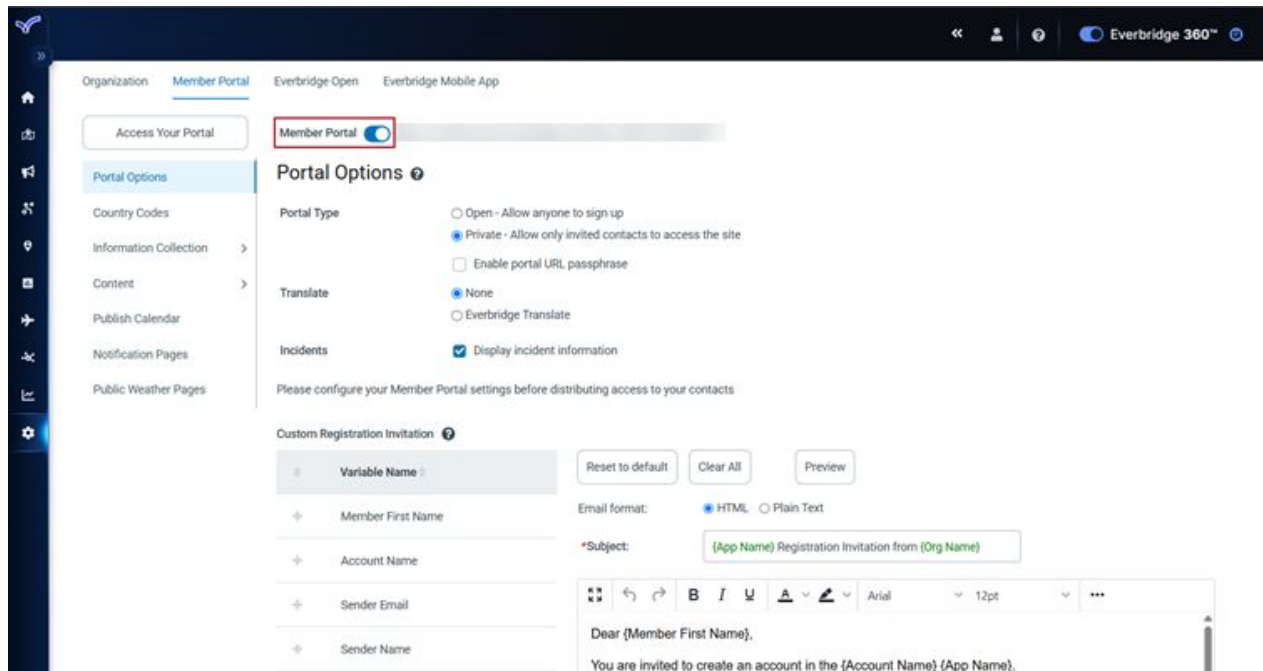 Everbridge 360™
Organization Member Portal Everbridge Open Everbridge Mobile App
Access Your Portal
Portal Options
Country Codes
Information Collection
Content
Publish Calendar
Notification Pages
Public Weather Pages
Member Portal
Portal Options
Portal Type
Open - Allow anyone to sign up
Private - Allow only invited contacts to access the site
Enable portal URL passphrase
Translate
None
Everbridge Translate
Incidents
Display incident information
Please configure your Member Portal settings before distributing access to your contacts
Custom Registration Invitation
Variable Name
Member First Name
Account Name
Sender Email
Sender Name
Reset to default Clear All Preview
Email format: HTML Plain Text
*Subject: {App Name} Registration Invitation from {Org Name}
B I U A Arial 12pt
Dear {Member First Name},
You are invited to create an account in the {Account Name} {App Name}.